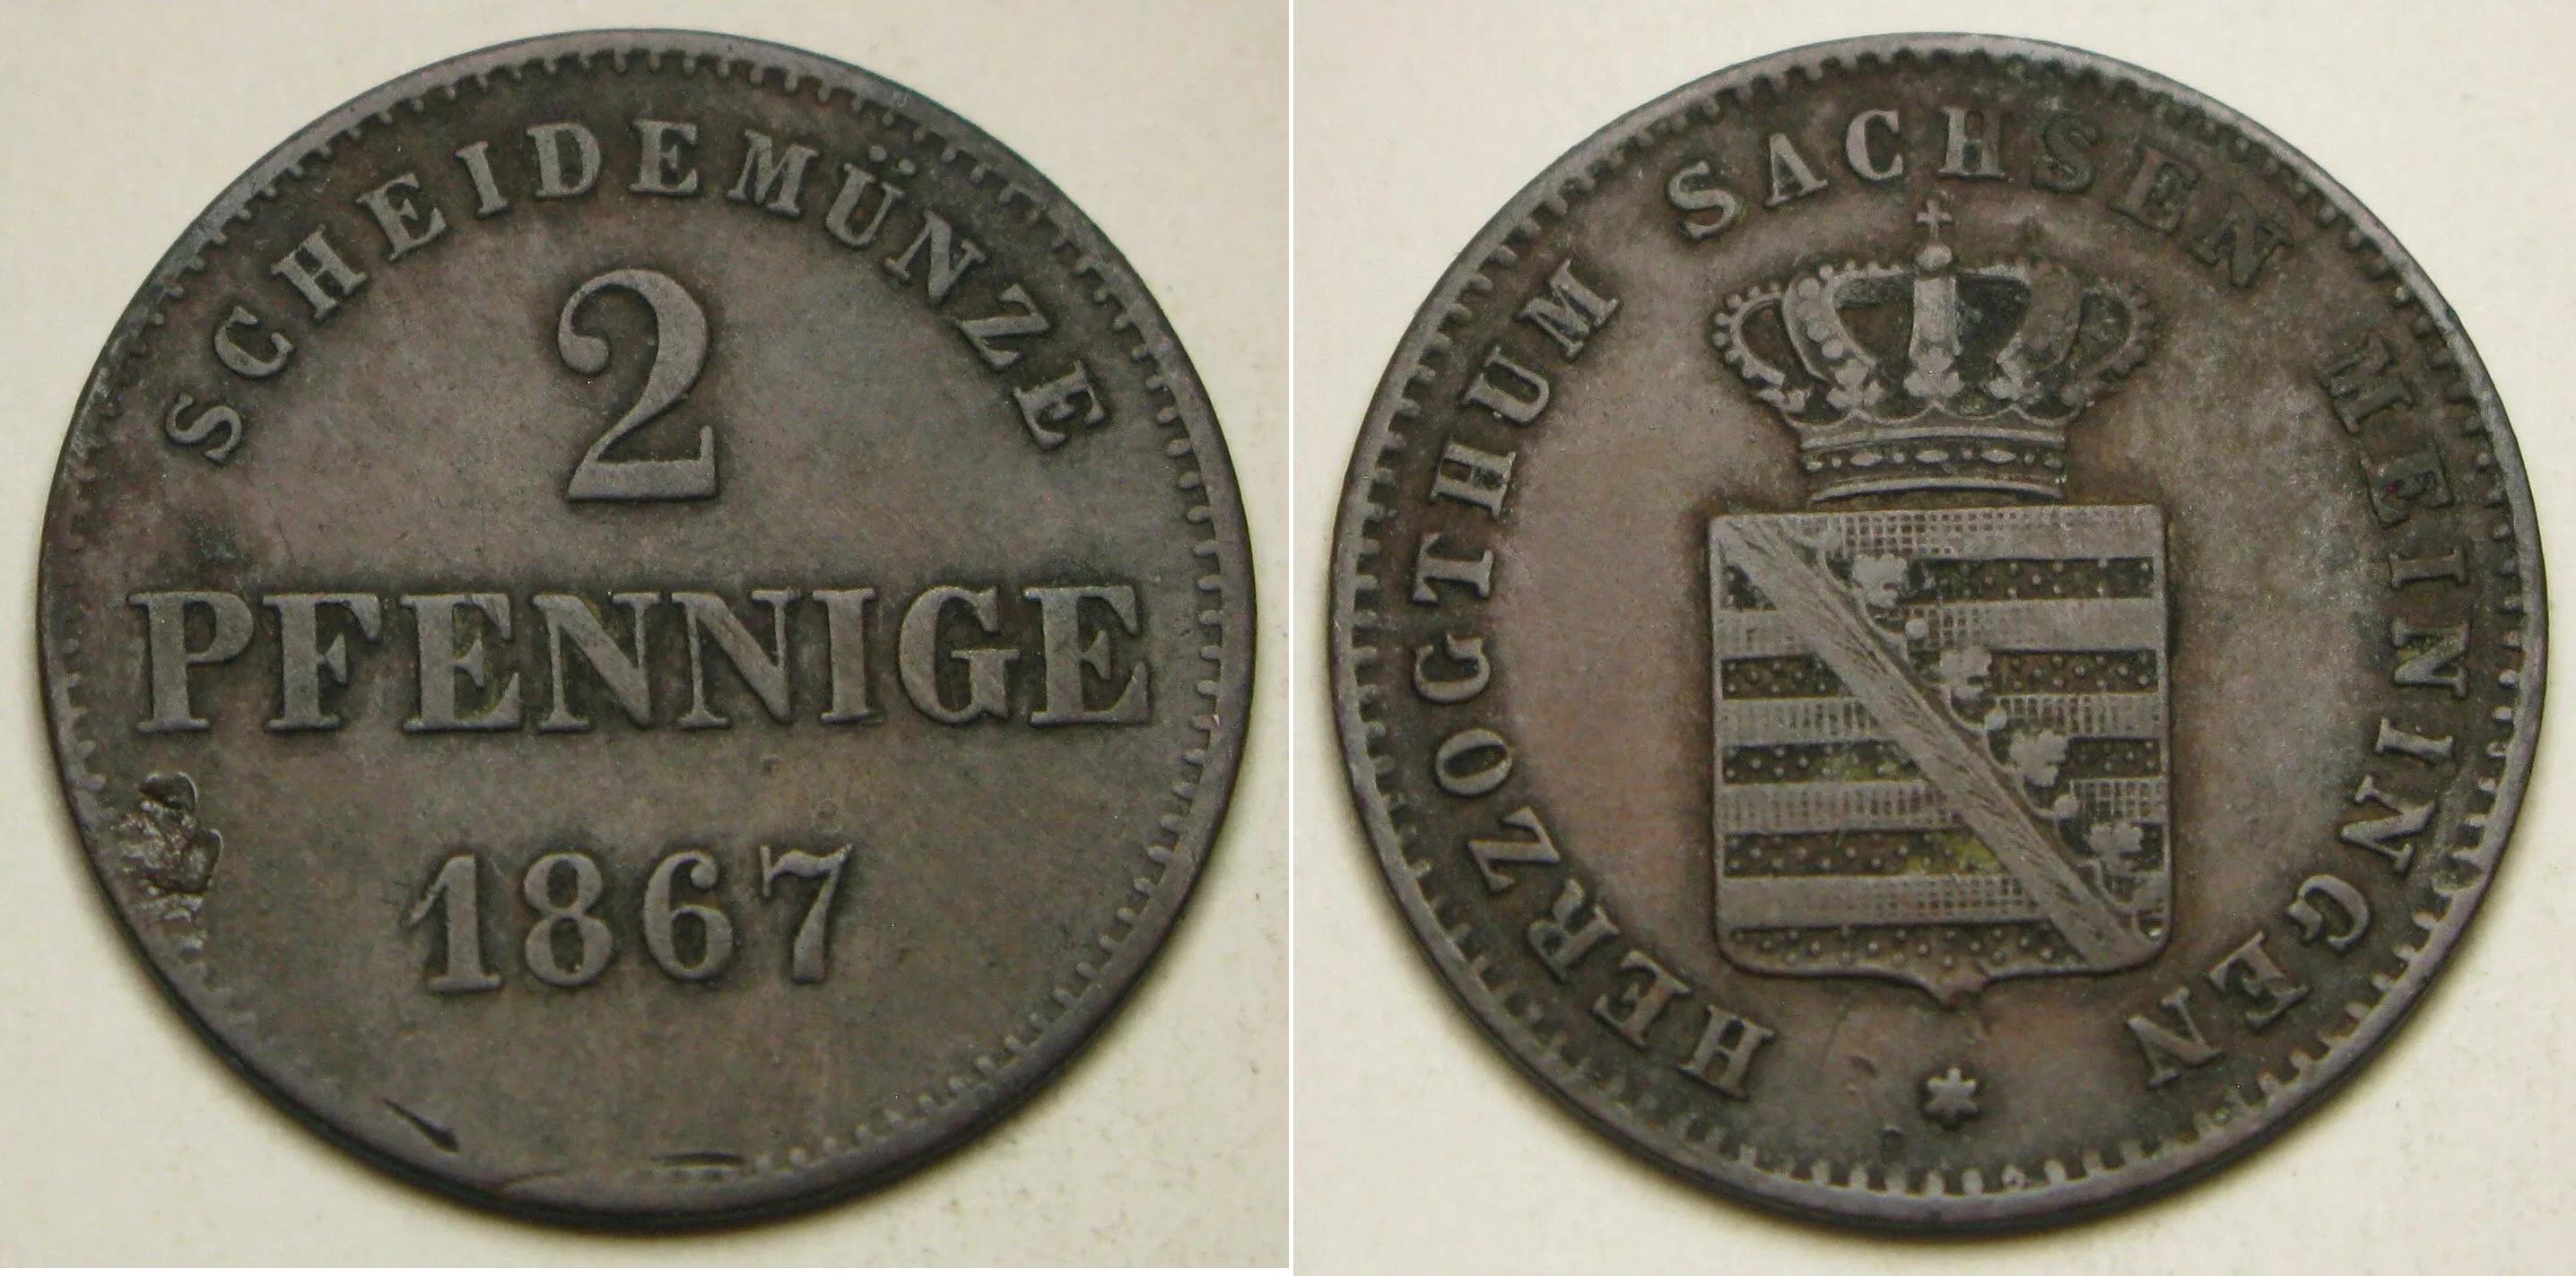 SCHEIDEMÜNZE
2
PFENNIGE
1867
HERZOGTHUM SACHSEN MEININGEN